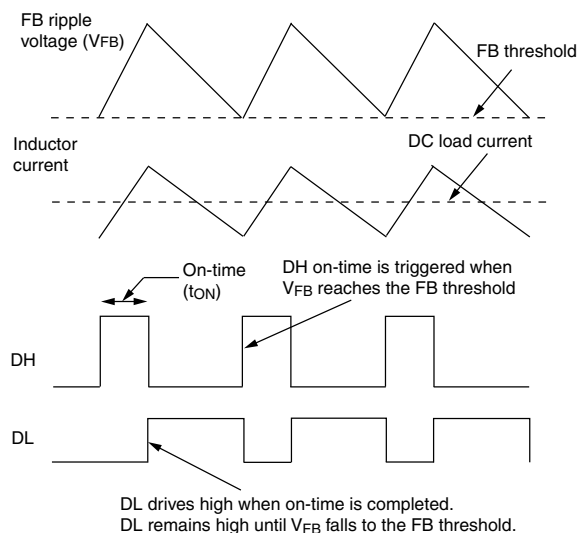 FB ripple
voltage (VFB)
FB threshold
Inductor
current
DC load current
On-time
(tON)
DH on-time is triggered when
VFB reaches the FB threshold
DH
DL
DL drives high when on-time is completed.
DL remains high until VFB falls to the FB threshold.